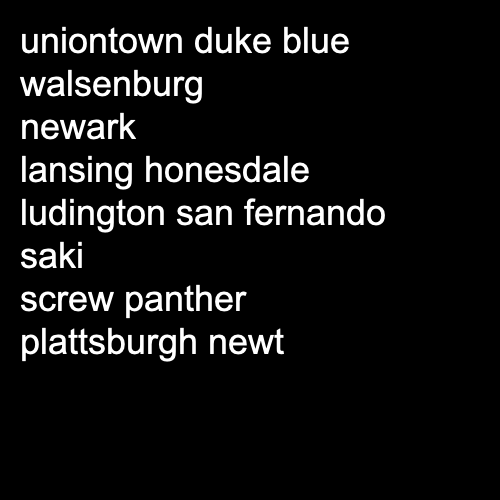 uniontown duke blue
walsenburg
newark
lansing honesdale
ludington san fernando
saki
screw panther
plattsburgh newt